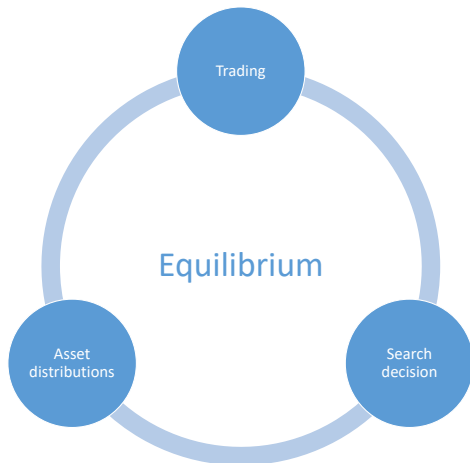 Trading
Equilibrium
Asset
distributions
Search
decision